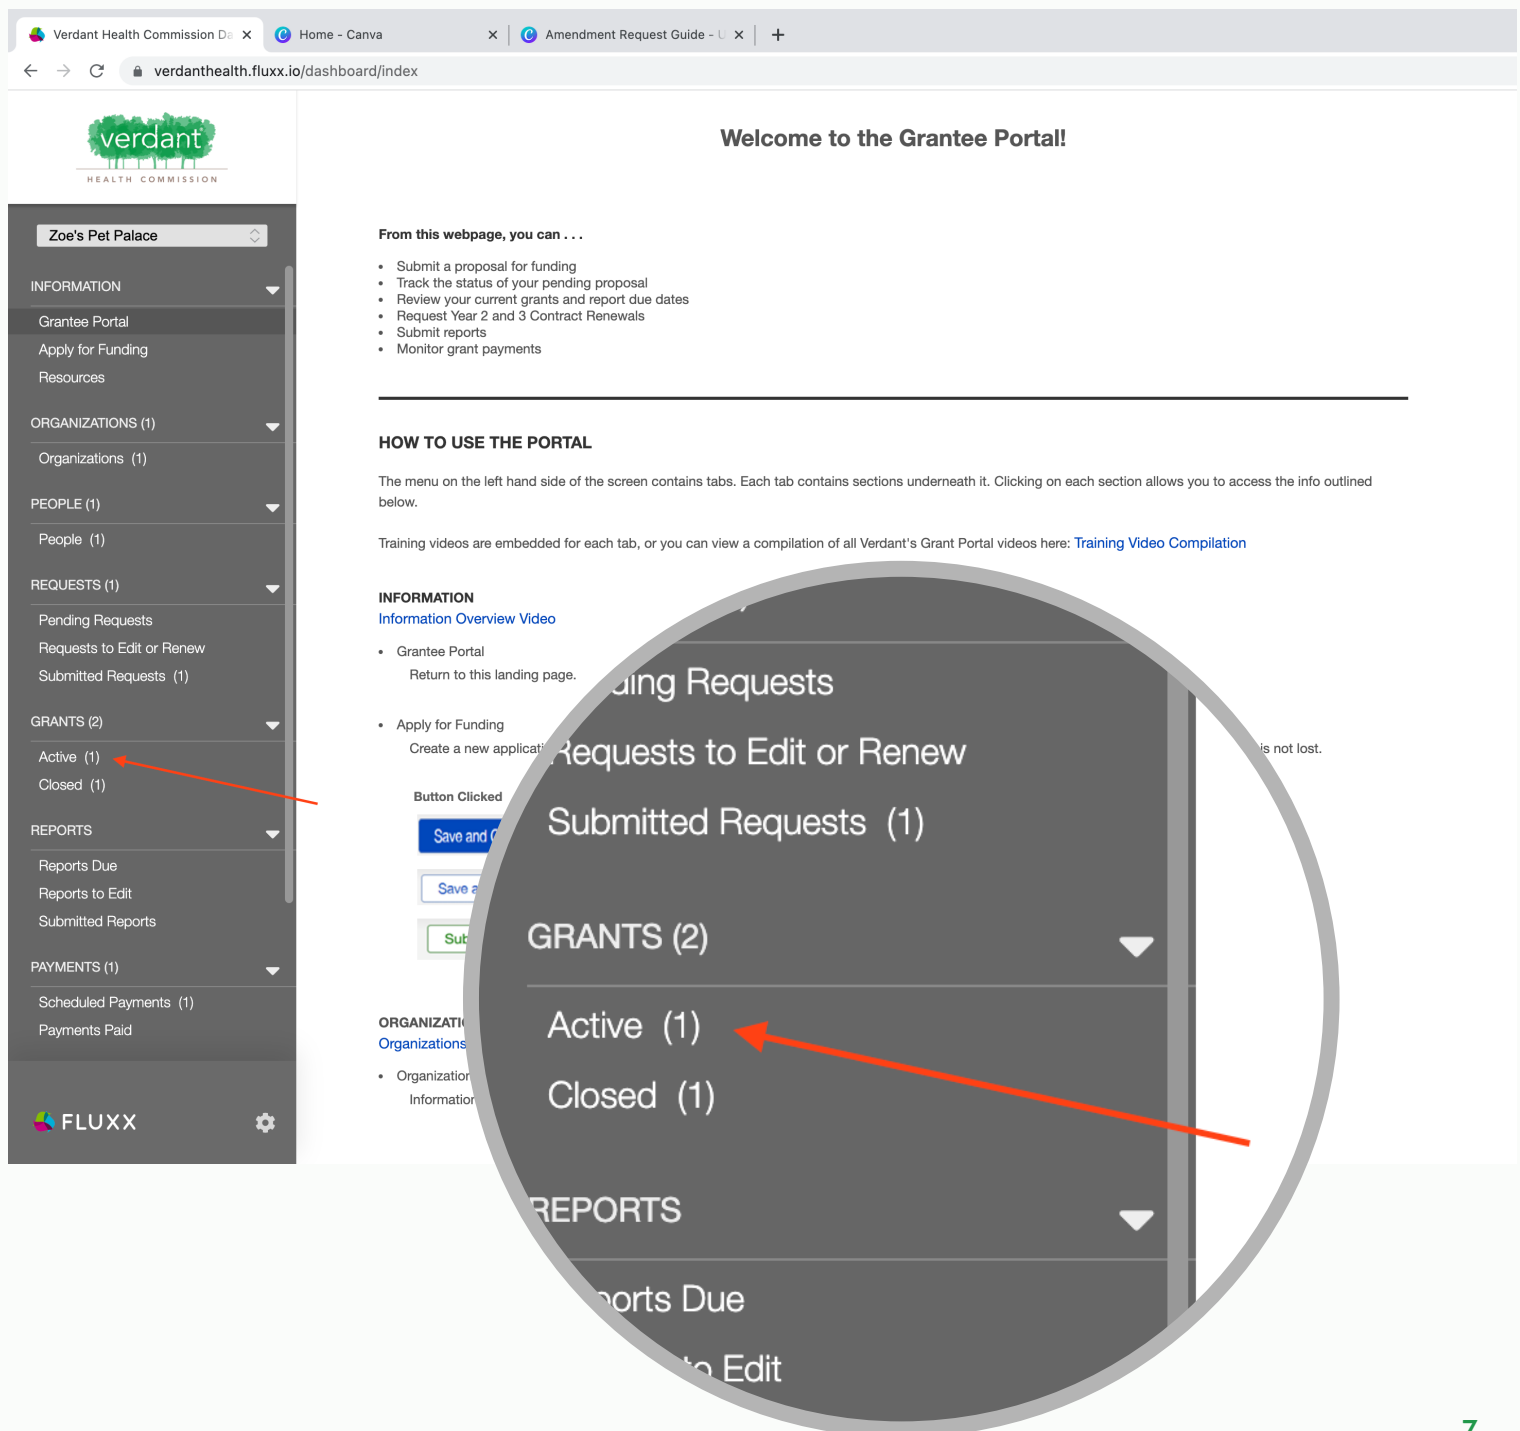 Verdant Health Commission Da
Home - Canva
Amendment Request Guide - U
verdanthealth.fluxx.io/dashboard/index
verdant
HEALTH COMMISSION
Zoe's Pet Palace
INFORMATION
Grantee Portal
Apply for Funding
Resources
ORGANIZATIONS (1)
Organizations (1)
PEOPLE (1)
People (1)
REQUESTS (1)
Pending Requests
Requests to Edit or Renew
Submitted Requests (1)
GRANTS (2)
Active (1)
Closed (1)
REPORTS
Reports Due
Reports to Edit
Submitted Reports
PAYMENTS (1)
Scheduled Payments (1)
Payments Paid
FLUXX
Welcome to the Grantee Portal!
From this webpage, you can . . .
• Submit a proposal for funding
• Track the status of your pending proposal
• Review your current grants and report due dates
• Request Year 2 and 3 Contract Renewals
• Submit reports
• Monitor grant payments
HOW TO USE THE PORTAL
The menu on the left hand side of the screen contains tabs. Each tab contains sections underneath it. Clicking on each section allows you to access the info outlined
below.
Training videos are embedded for each tab, or you can view a compilation of all Verdant's Grant Portal videos here: Training Video Compilation
INFORMATION
Information Overview Video
• Grantee Portal
Return to this landing page.
• Apply for Funding
Create a new applicati is not lost.
Button Clicked
Save and
Save a
Sub
ORGANIZATI
Organizations
• Organization
Information
ding Requests
Requests to Edit or Renew
Submitted Requests (1)
GRANTS (2)
Active (1)
Closed (1)
REPORTS
orts Due
to Edit
7